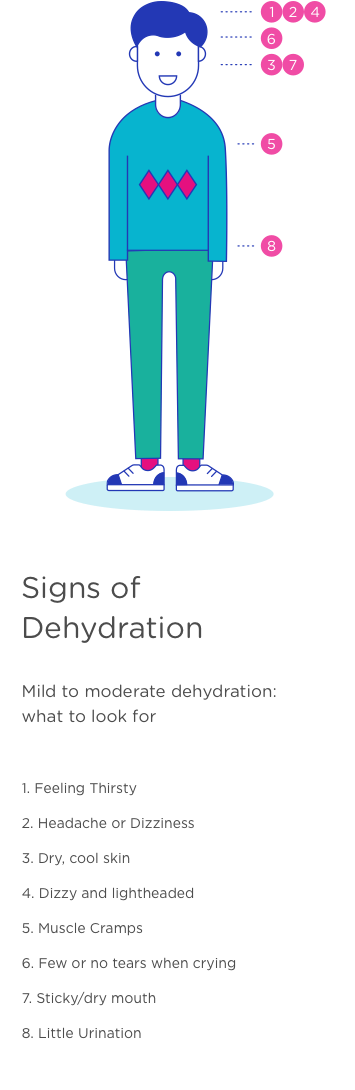 1 2 4
6
3 7
5
8
Signs of
Dehydration
Mild to moderate dehydration:
what to look for
1. Feeling Thirsty
2. Headache or Dizziness
3. Dry, cool skin
4. Dizzy and lightheaded
5. Muscle Cramps
6. Few or no tears when crying
7. Sticky/dry mouth
8. Little Urination